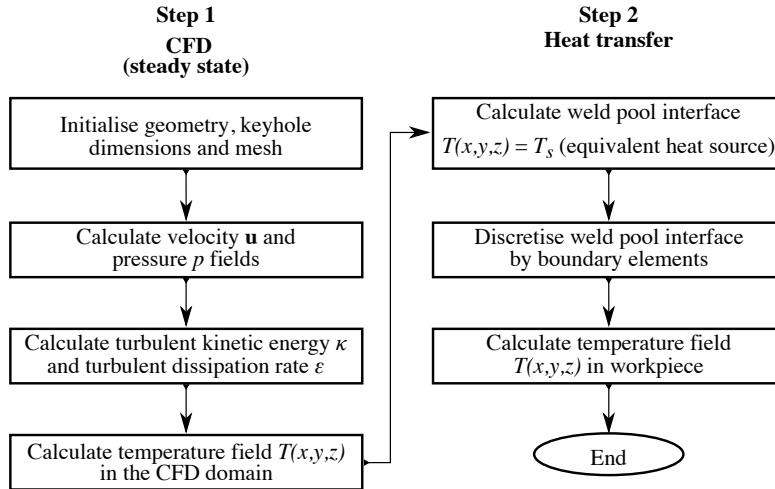 Step 1
CFD
(steady state)
Initialise geometry, keyhole
dimensions and mesh
Calculate velocity u and
pressure p fields
Calculate turbulent kinetic energy κ
and turbulent dissipation rate ε
Calculate temperature field T(x,y,z)
in the CFD domain
Step 2
Heat transfer
Calculate weld pool interface
T(x,y,z) = Tₛ (equivalent heat source)
Discretise weld pool interface
by boundary elements
Calculate temperature field
T(x,y,z) in workpiece
End